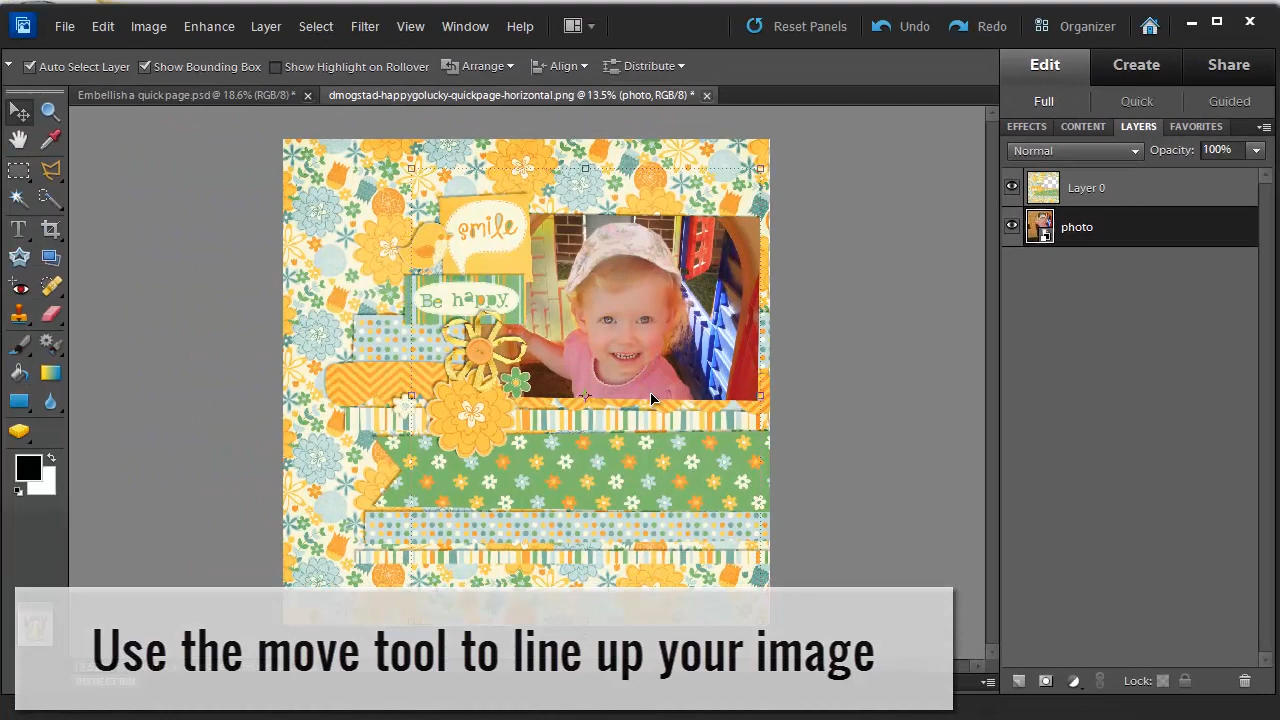 File Edit Image Enhance Layer Select Filter View Window Help Reset Panels Undo Redo Organizer
Auto Select Layer Show Bounding Box Show Highlight on Rollover Arrange Align Distribute
Edit Create Share
Embellish a quickpage.psd @ 18.6% (RGB/8) * dmogstad-happygolucky-quickpage-horizontal.png @ 13.5% (photo, RGB/8) *
Full Quick Guided
EFFECTS CONTENT LAYERS FAVORITES
Normal Opacity: 100%
Layer 0
photo
smile
Be happy
Use the move tool to line up your image
Lock: